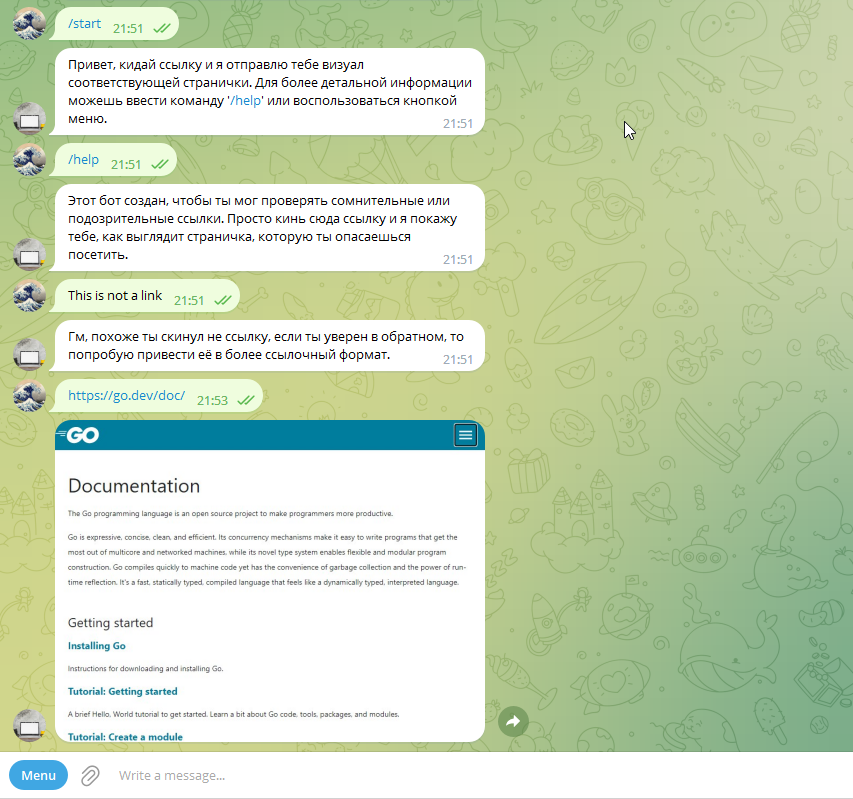 /start 21:51
Привет, кидай ссылку и я отправлю тебе визуал
соответствующей странички. Для более детальной информации
можешь ввести команду '/help' или воспользоваться кнопкой
меню.
21:51
/help 21:51
Этот бот создан, чтобы ты мог проверять сомнительные или
подозрительные ссылки. Просто кинь сюда ссылку и я покажу
тебе, как выглядит страничка, которую ты опасаешься
посетить.
21:51
This is not a link 21:51
Гм, похоже ты скинул не ссылку, если ты уверен в обратном, то
попробую привести её в более ссылочный формат.
21:51
https://go.dev/doc/ 21:53
GO
Documentation
The Go programming language is an open source project to make programmers more productive.
Go is expressive, concise, clean, and efficient. Its concurrency mechanisms make it easy to write programs that get the
most out of multicore and networked machines, while its novel type system enables flexible and modular program
construction. Go compiles quickly to machine code yet has the convenience of garbage collection and the power of run-
time reflection. It's a fast, statically typed, compiled language that feels like a dynamically typed, interpreted language.
Getting started
Installing Go
Instructions for downloading and installing Go.
Tutorial: Getting started
A brief Hello, World tutorial to get started. Learn a bit about Go code, tools, packages, and modules.
Tutorial: Create a module
Menu
Write a message...